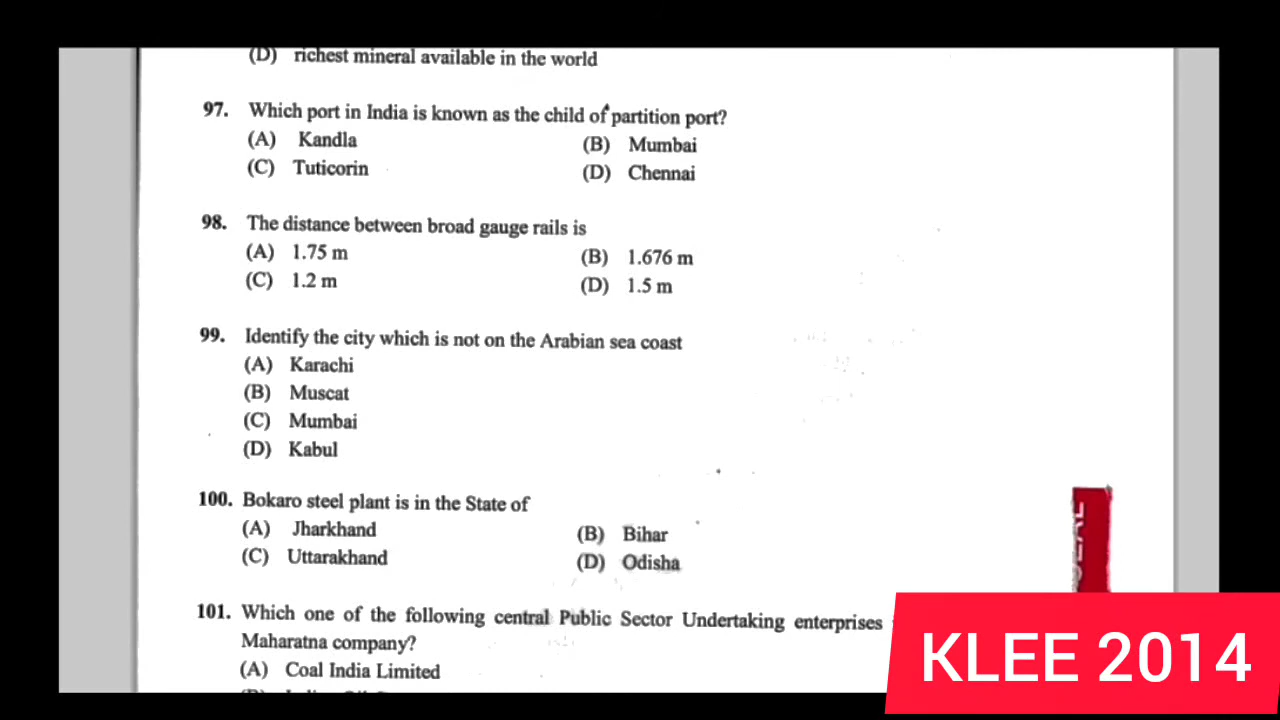 (D) richest mineral available in the world
97. Which port in India is known as the child of partition port?
(A) Kandla (B) Mumbai
(C) Tuticorin (D) Chennai
98. The distance between broad gauge rails is
(A) 1.75 m (B) 1.676 m
(C) 1.2 m (D) 1.5 m
99. Identify the city which is not on the Arabian sea coast
(A) Karachi
(B) Muscat
(C) Mumbai
(D) Kabul
100. Bokaro steel plant is in the State of
(A) Jharkhand (B) Bihar
(C) Uttarakhand (D) Odisha
101. Which one of the following central Public Sector Undertaking enterprises
Maharatna company?
(A) Coal India Limited
KLEE 2014